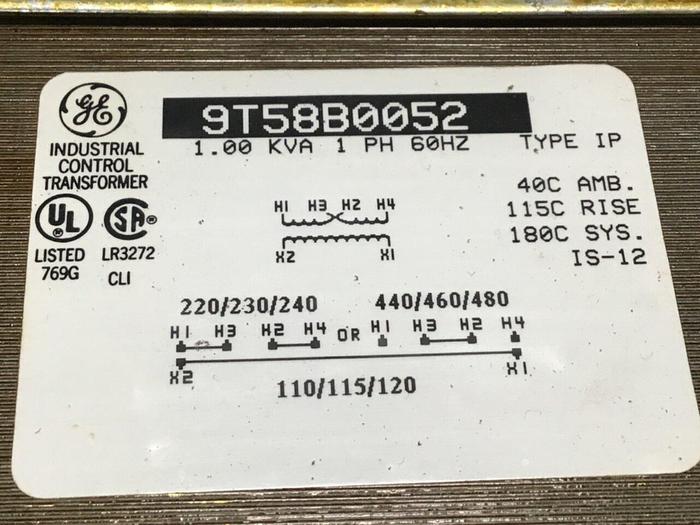 GE
9T58B0052
INDUSTRIAL
CONTROL
TRANSFORMER
1.00 KVA 1 PH 60HZ TYPE IP
UL ®
LISTED
769G
SA ®
LR3272
CLI
40C AMB.
115C RISE
180C SYS.
IS-12
H1 H3 H2 H4
X2 X1
220/230/240 440/460/480
H1 H3 H2 H4 OR H1 H3 H2 H4
X2 X1
110/115/120